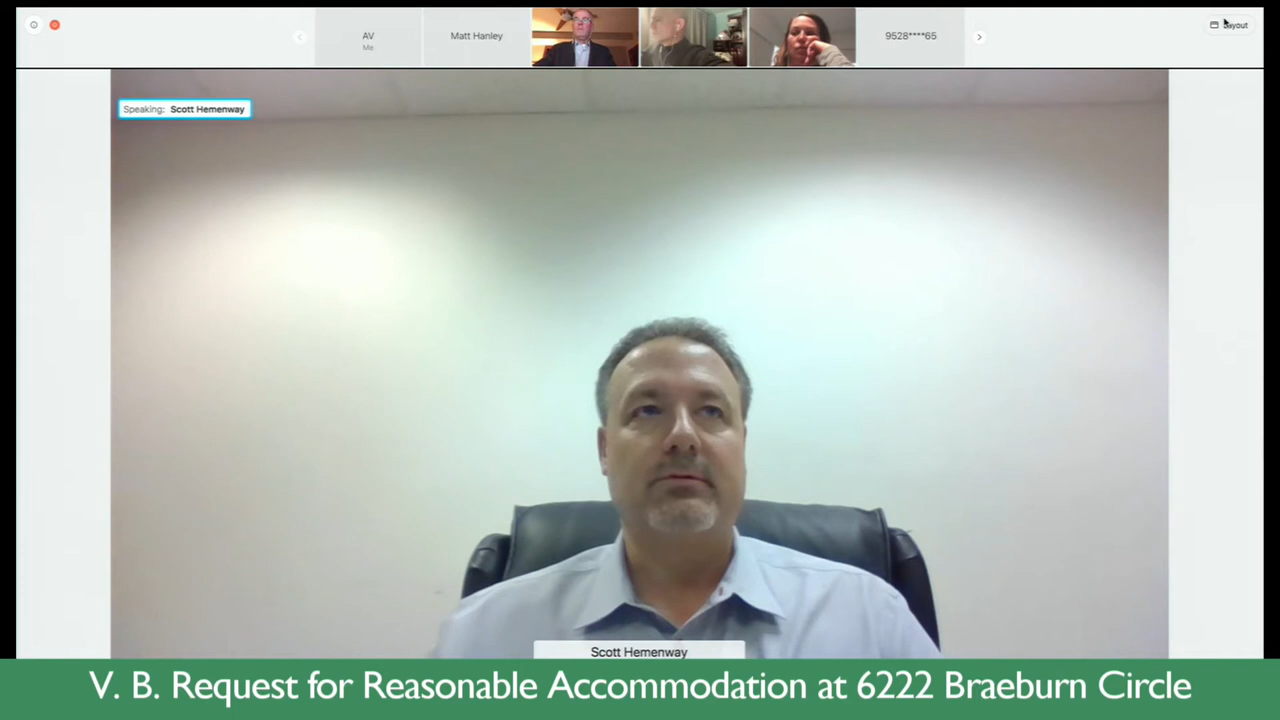 AV
Me
Matt Hanley
9528****65
Layout
Speaking: Scott Hemenway
Scott Hemenway
V. B. Request for Reasonable Accommodation at 6222 Braeburn Circle